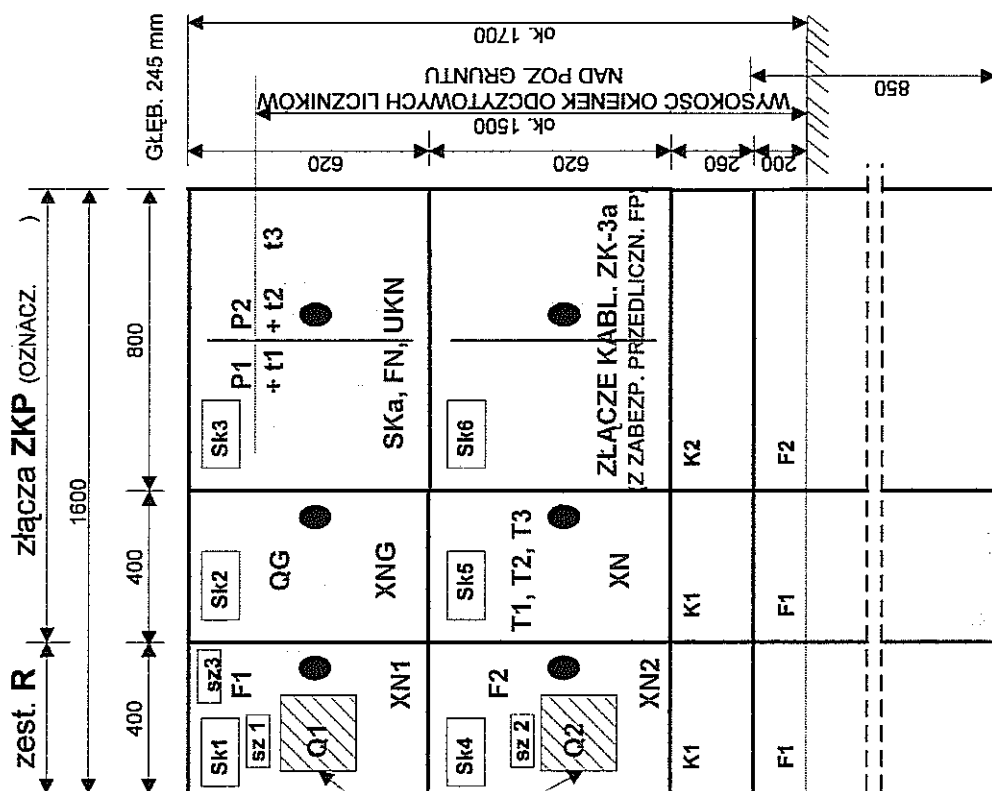 zest. R
złącza ZKP (OZNACZ. )
1600
400
400
800
GŁĘB. 245 mm
Sk1
sz3
F1
sz 1
Q1
XN1
Sk2
QG
XNG
Sk3
P1 P2
+ t1 + t2 t3
SKa, FN, UKN
Sk4
F2
sz 2
Q2
XN2
Sk5
T1, T2, T3
XN
Sk6
ZŁĄCZE KABL. ZK-3a
(Z ZABEZP. PRZEDLICZN. FP)
K1
K1
K2
F1
F1
F2
620
620
260
200
ok. 1500
WYSOKOŚC OKIENEK ODCZYTOWYCH LICZNIKÓW
NAD POZ. GRUNTU
ok. 1700
850